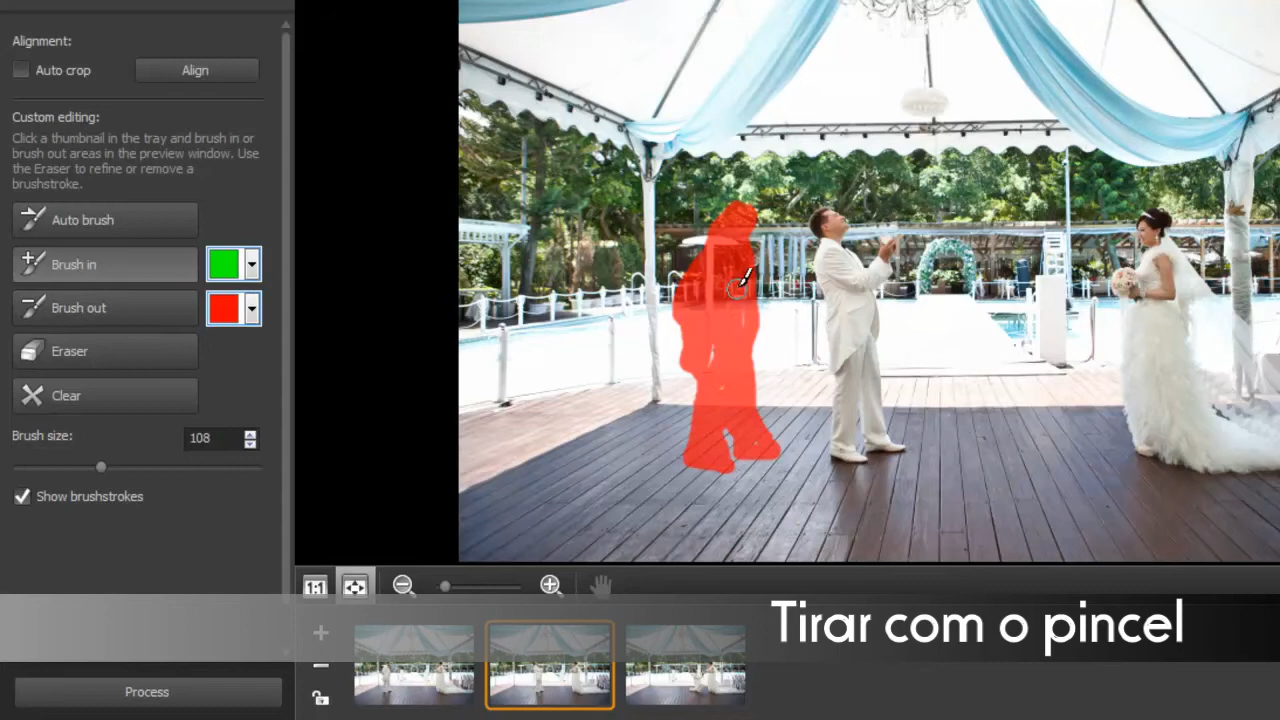 Alignment:
Auto crop
Align
Custom editing:
Click a thumbnail in the tray and brush in or
brush out areas in the preview window. Use
the Eraser to refine or remove a
brushstroke.
Auto brush
Brush in
Brush out
Eraser
Clear
Brush size:
108
Show brushstrokes
1:1
Tirar com o pincel
Process